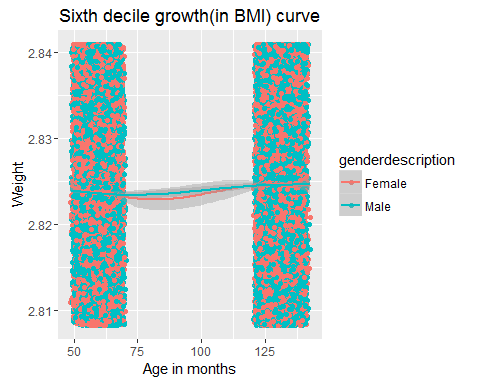 Sixth decile growth(in BMI) curve
2.84
2.83
2.82
2.81
Weight
50
75
100
125
Age in months
genderdescription
Female
Male